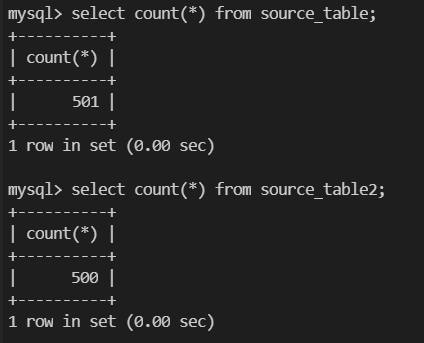 mysql> select count(*) from source_table;
+----------+
| count(*) |
+----------+
|      501 |
+----------+
1 row in set (0.00 sec)

mysql> select count(*) from source_table2;
+----------+
| count(*) |
+----------+
|      500 |
+----------+
1 row in set (0.00 sec)